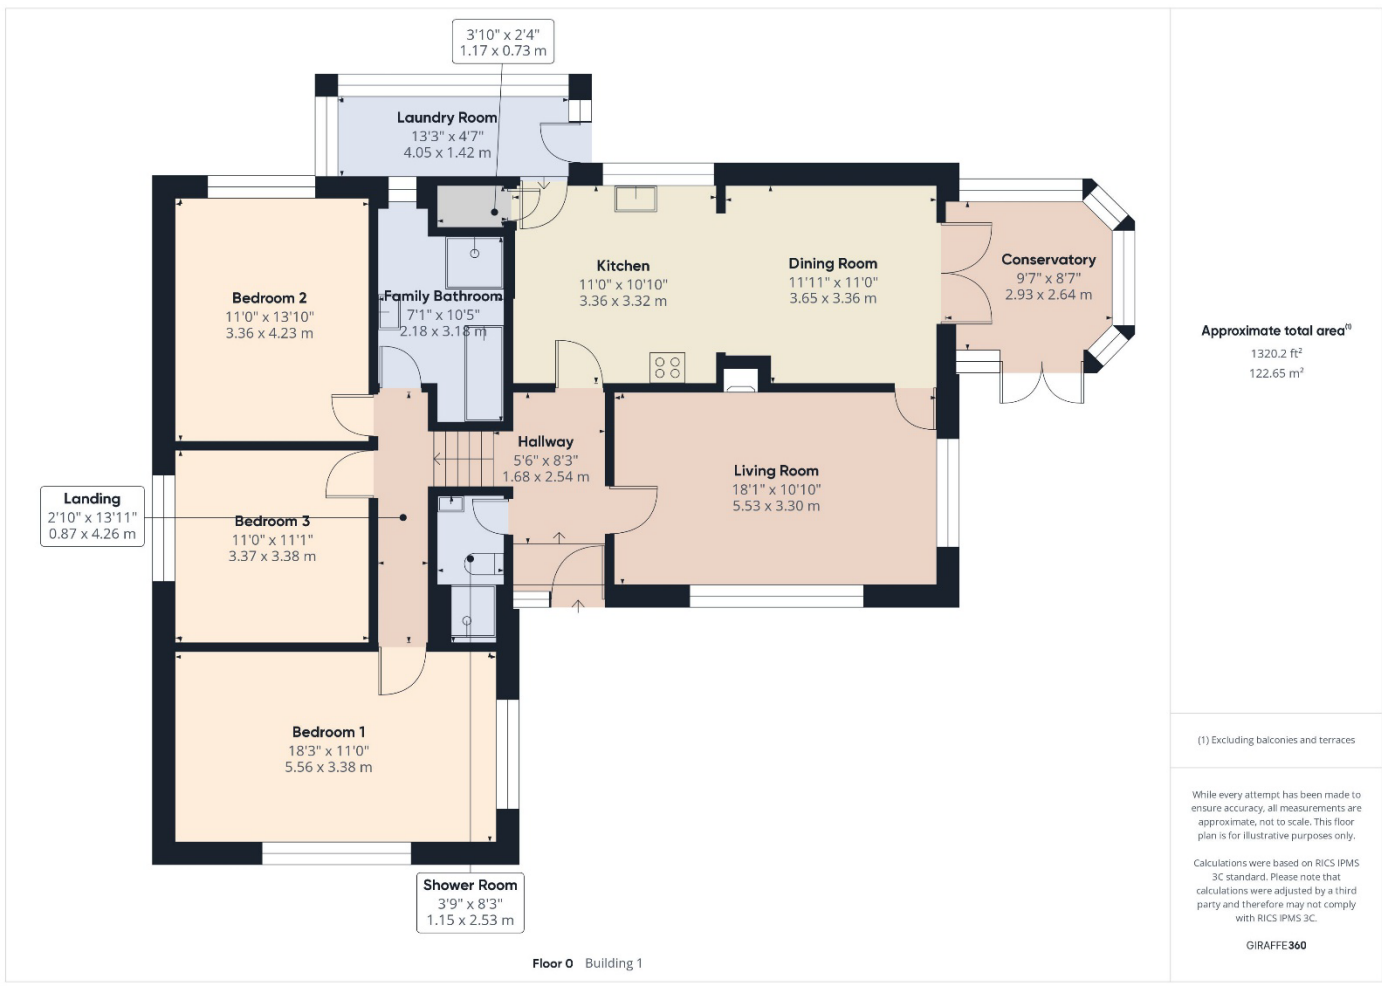 3'10" x 2'4"
1.17 x 0.73 m
Laundry Room
13'3" x 4'7"
4.05 x 1.42 m
Bedroom 2
11'0" x 13'10"
3.36 x 4.23 m
Family Bathroom
7'1" x 10'5"
2.18 x 3.18 m
Kitchen
11'0" x 10'10"
3.36 x 3.32 m
Dining Room
11'11" x 11'0"
3.65 x 3.36 m
Conservatory
9'7" x 8'7"
2.93 x 2.64 m
Hallway
5'6" x 8'3"
1.68 x 2.54 m
Living Room
18'1" x 10'10"
5.53 x 3.30 m
Landing
2'10" x 13'11"
0.87 x 4.26 m
Bedroom 3
11'0" x 11'1"
3.37 x 3.38 m
Bedroom 1
18'3" x 11'0"
5.56 x 3.38 m
Shower Room
3'9" x 8'3"
1.15 x 2.53 m
Floor 0 Building 1
Approximate total area(1)
1320.2 ft²
122.65 m²
(1) Excluding balconies and terraces
While every attempt has been made to
ensure accuracy, all measurements are
approximate, not to scale. This floor
plan is for illustrative purposes only.
Calculations were based on RICS IPMS
3C standard. Please note that
calculations were adjusted by a third
party and therefore may not comply
with RICS IPMS 3C.
GIRAFFE360